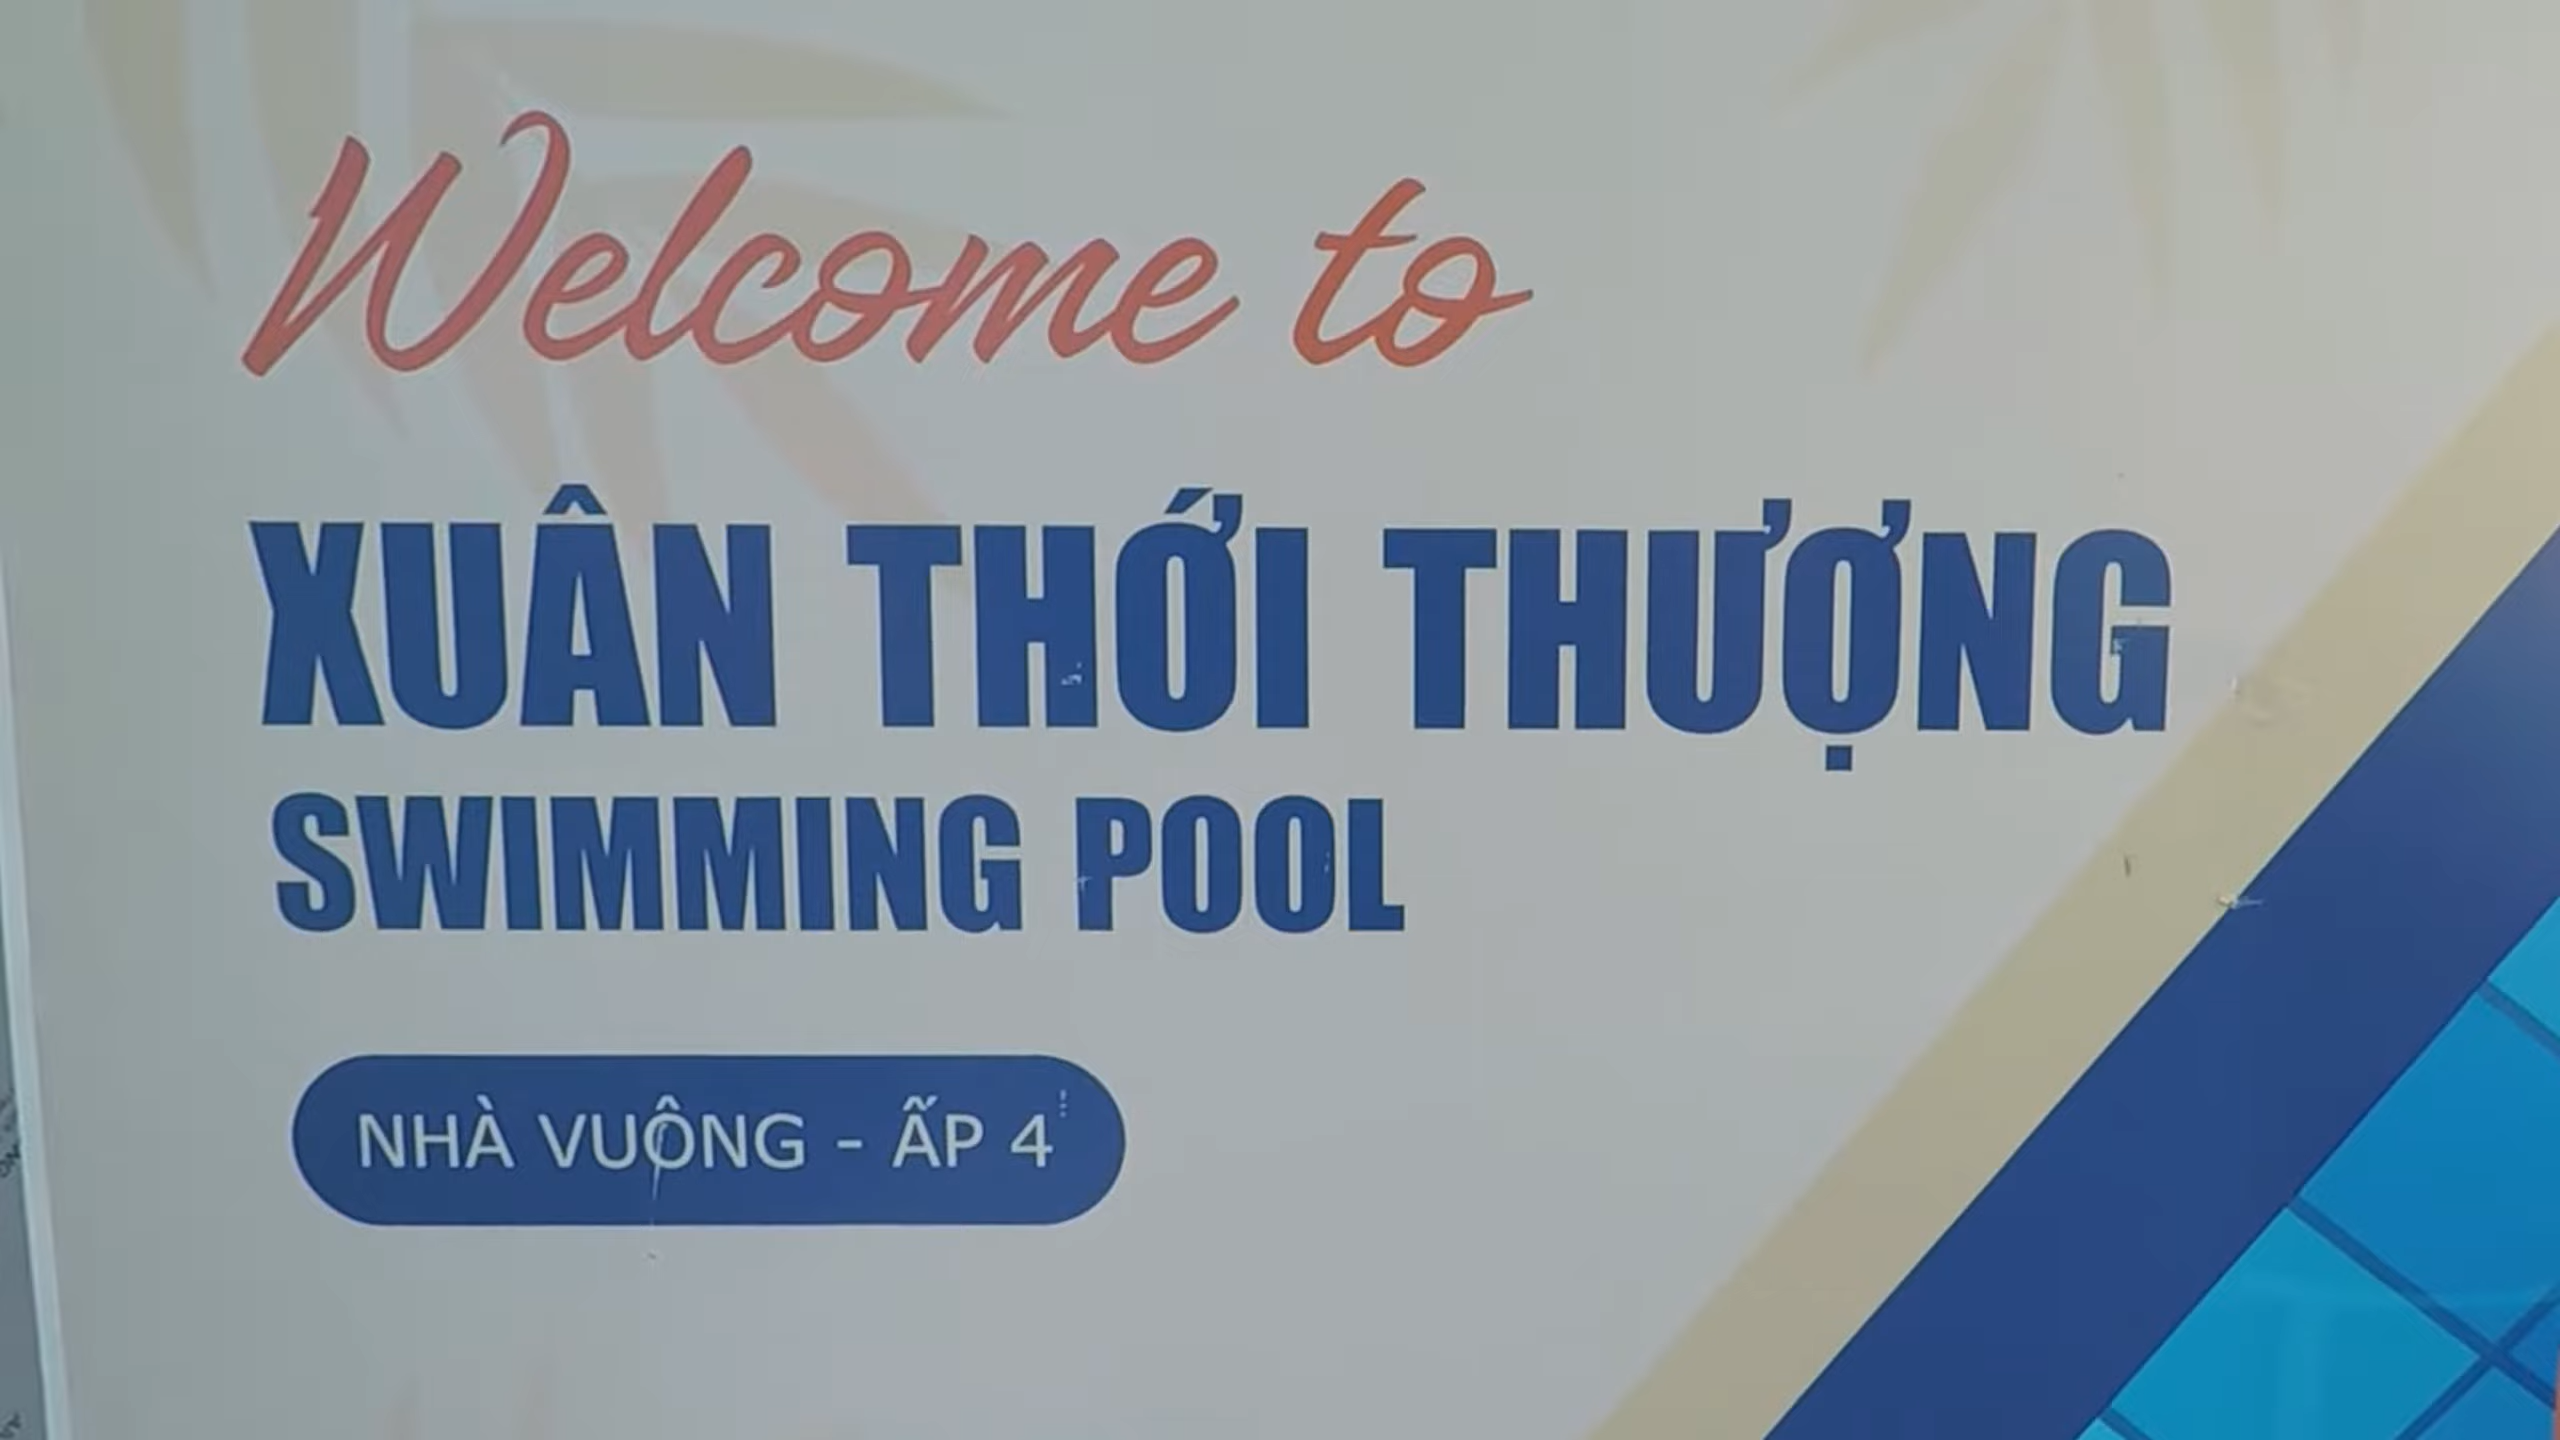 Welcome to
XUÂN THỚI THƯỢNG
SWIMMING POOL
NHÀ VUÔNG - ẤP 4